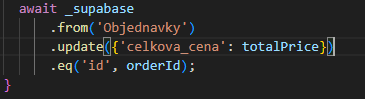 await _supabase
.from('Objednavky')
.update({'celkova_cena': totalPrice})
.eq('id', orderId);
}